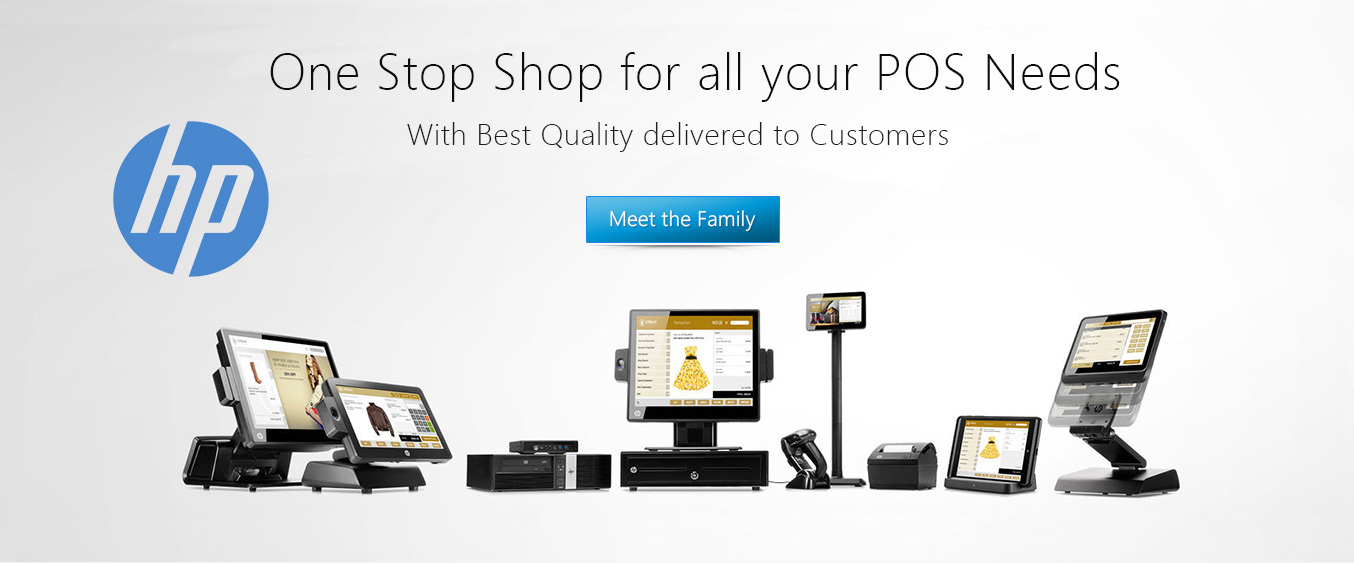 One Stop Shop for all your POS Needs
With Best Quality delivered to Customers
hp
Meet the Family